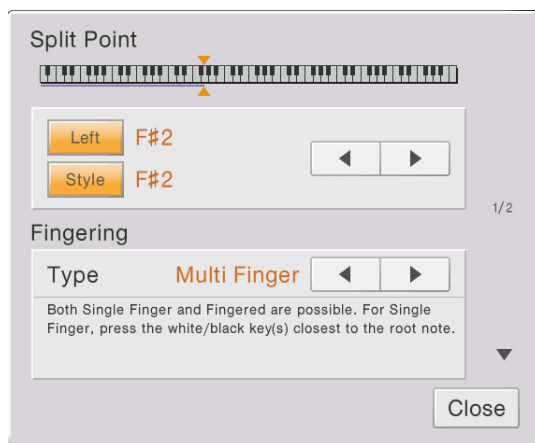 Split Point
Left F♯2
Style F♯2
1/2
Fingering
Type Multi Finger
Both Single Finger and Fingered are possible. For Single
Finger, press the white/black key(s) closest to the root note.
Close